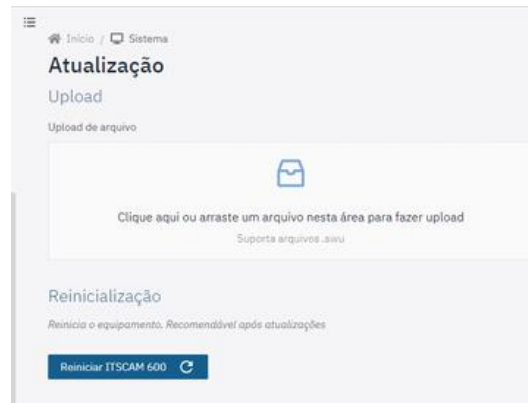 Início / Sistema
Atualização
Upload
Upload de arquivo
Clique aqui ou arraste um arquivo nesta área para fazer upload
Suporta arquivos .swu
Reinicialização
Reinicia o equipamento. Recomendável após atualizações
Reiniciar ITSCAM 600